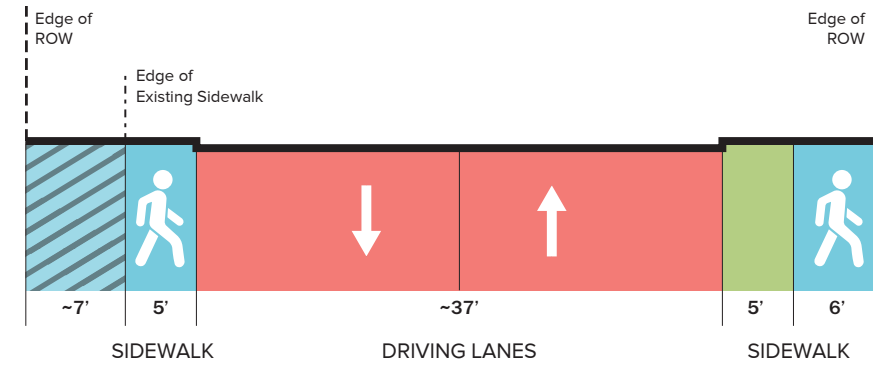 Edge of
ROW
Edge of
ROW
Edge of
Existing Sidewalk
~7’
5’
~37’
5’
6’
SIDEWALK
DRIVING LANES
SIDEWALK